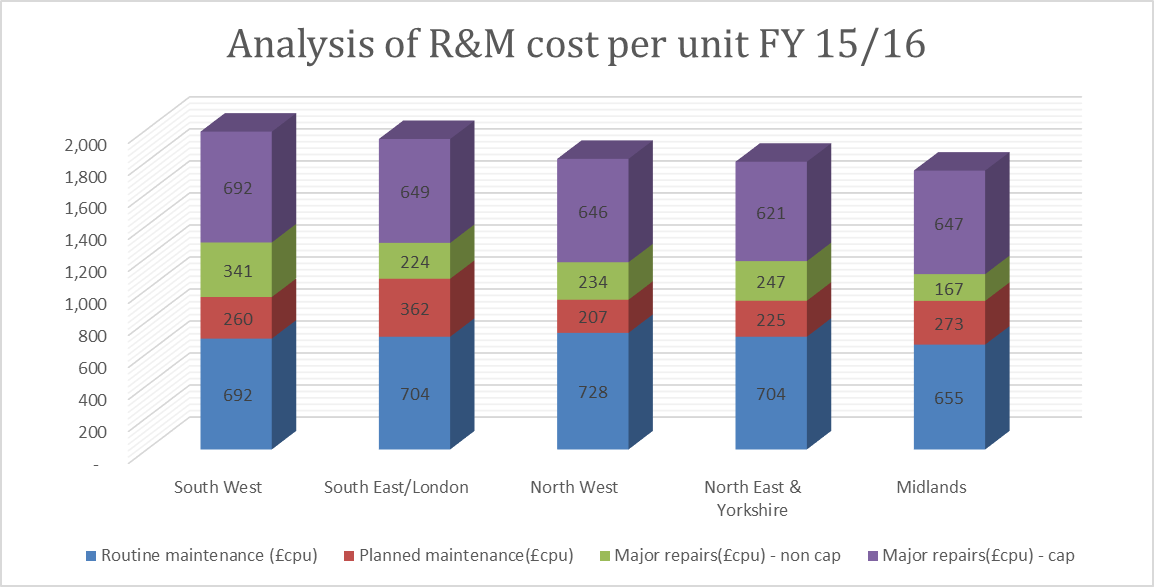 Analysis of R&M cost per unit FY 15/16
2,000
1,800
1,600
1,400
1,200
1,000
800
600
400
200
-
692
649
646
621
647
341
224
234
247
167
260
362
207
225
273
692
704
728
704
655
South West
South East/London
North West
North East &
Yorkshire
Midlands
Routine maintenance (£cpu)
Planned maintenance(£cpu)
Major repairs(£cpu) - non cap
Major repairs(£cpu) - cap